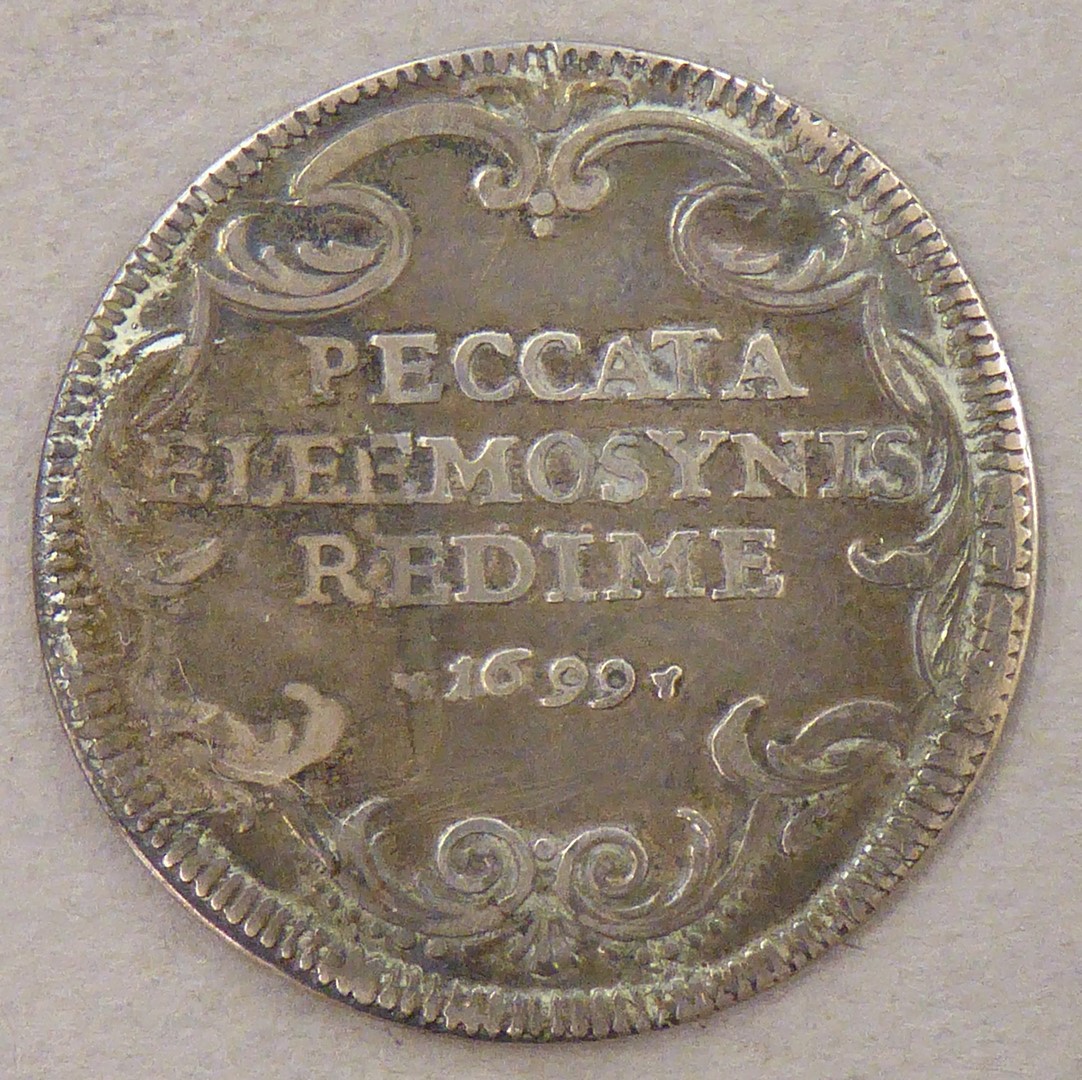 PECCATA
ELEEMOSYNIS
REDIME
1699